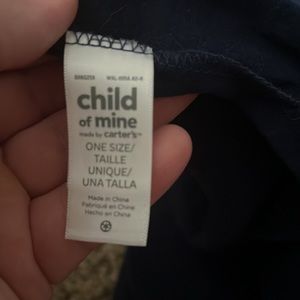 child
of mine
made by carter's™
ONE SIZE/
TAILLE
UNIQUE/
UNA TALLA
Made in China
Fabriqué en Chine
Hecho en China